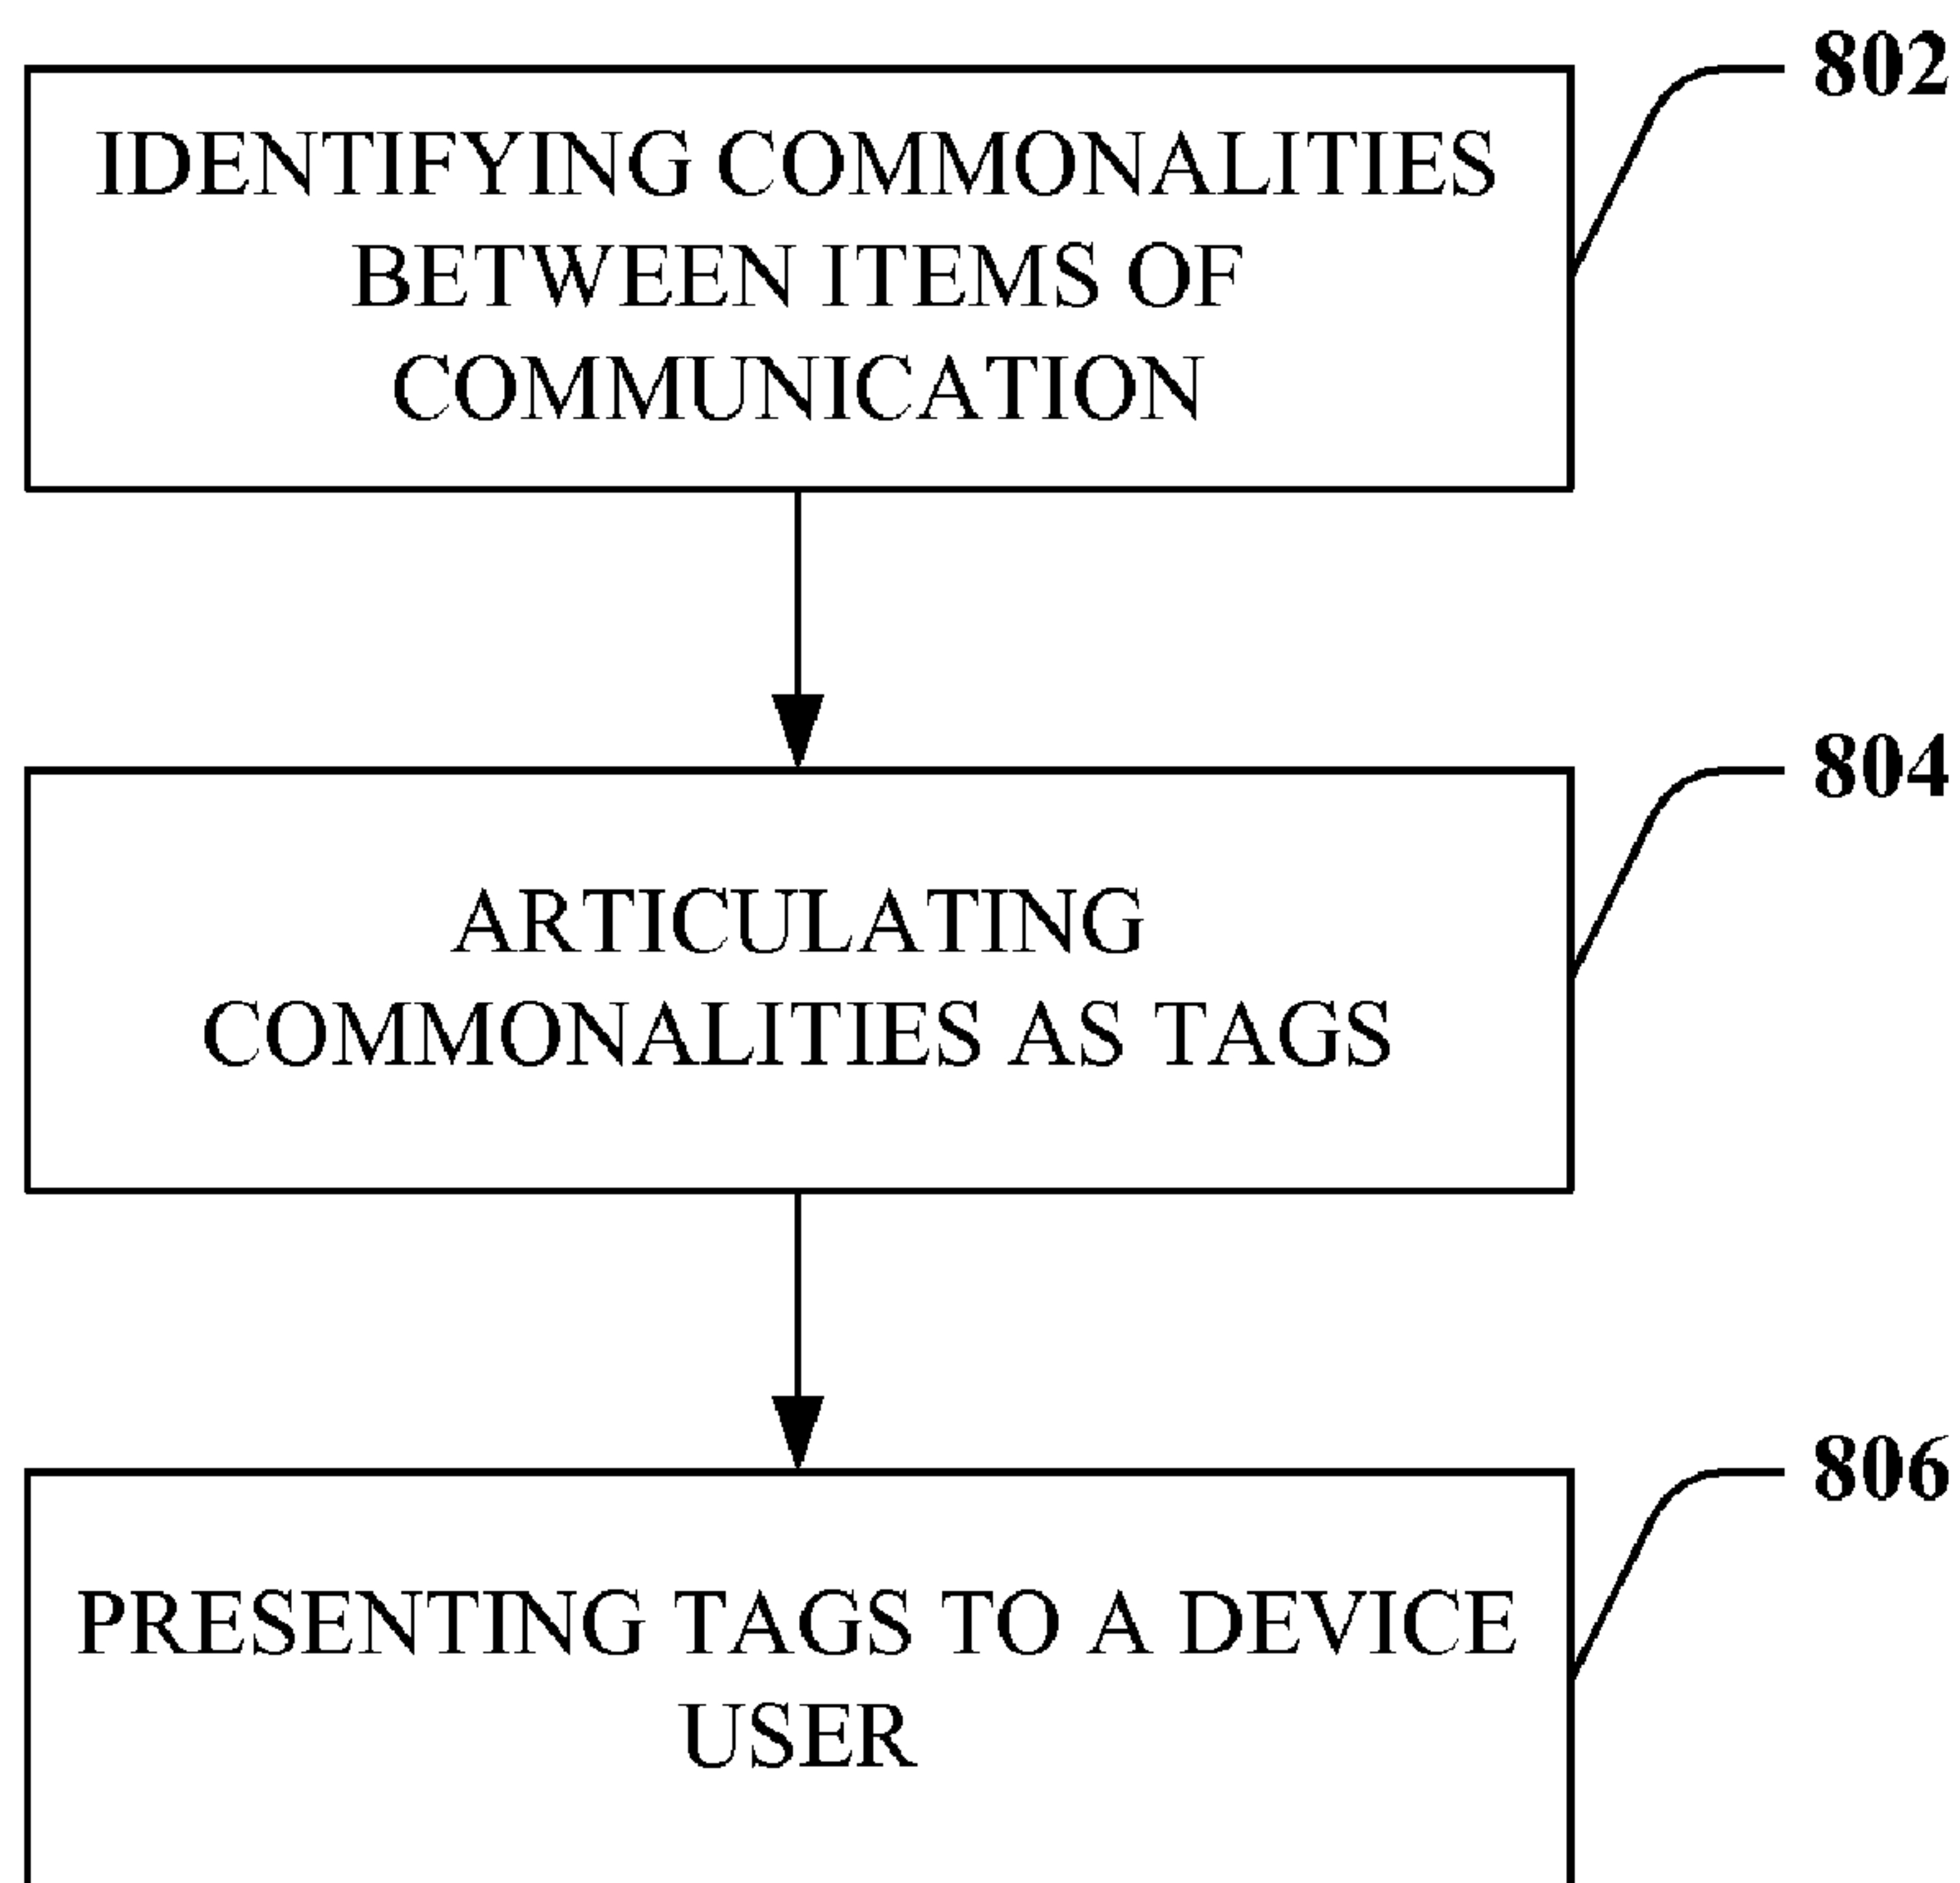 802
IDENTIFYING COMMONALITIES
BETWEEN ITEMS OF
COMMUNICATION
804
ARTICULATING
COMMONALITIES AS TAGS
806
PRESENTING TAGS TO A DEVICE
USER